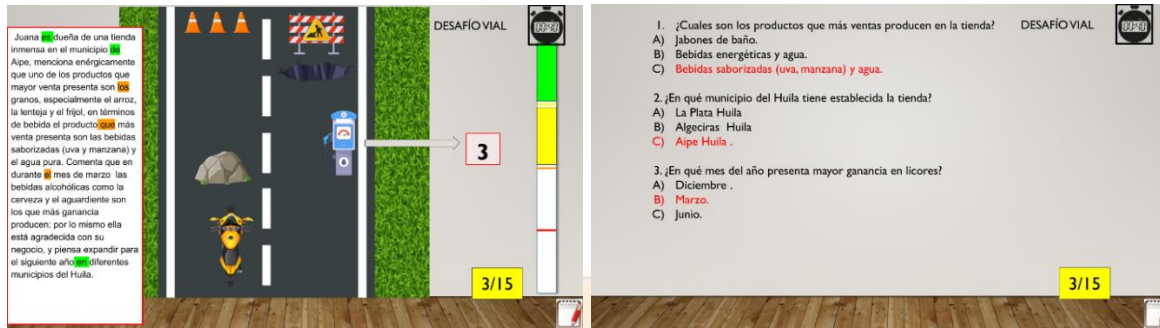 Juana es dueña de una tienda
inmensa en el municipio de
Aipe, menciona enérgicamente
que uno de los productos que
mayor venta presenta son los
granos, especialmente el arroz,
la lenteja y el frijol, en términos
de bebida el producto que más
venta presenta son las bebidas
saborizadas (uva y manzana) y
el agua pura. Comenta que en
durante el mes de marzo las
bebidas alcohólicas como la
cerveza y el aguardiente son
los que más ganancia
producen; por lo mismo ella
está agradecida con su
negocio, y piensa expandir para
el siguiente año en diferentes
municipios del Huila.
DESAFÍO VIAL
00:40
3
3/15
1. ¿Cuales son los productos que más ventas producen en la tienda?
A) Jabones de baño.
B) Bebidas energéticas y agua.
C) Bebidas saborizadas (uva, manzana) y agua.
2. ¿En qué municipio del Huila tiene establecida la tienda?
A) La Plata Huila
B) Algeciras Huila
C) Aipe Huila .
3. ¿En qué mes del año presenta mayor ganancia en licores?
A) Diciembre .
B) Marzo.
C) Junio.
DESAFÍO VIAL
00:40
3/15